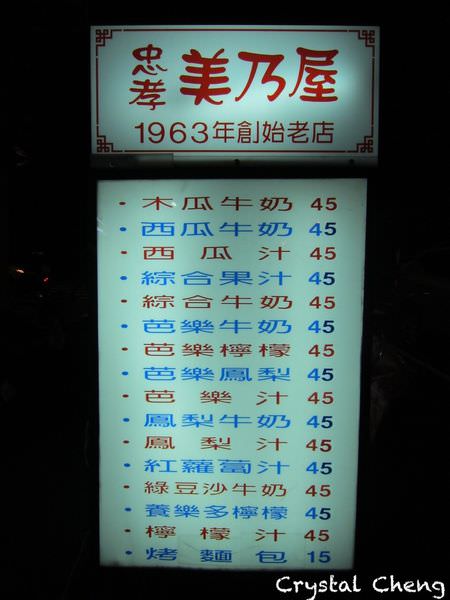 忠孝 美乃屋
1963年創始老店
・木瓜牛奶 45
・西瓜牛奶 45
・西瓜汁 45
・綜合果汁 45
・綜合牛奶 45
・芭樂牛奶 45
・芭樂檸檬 45
・芭樂鳳梨 45
・芭樂汁 45
・鳳梨牛奶 45
・鳳梨汁 45
・紅蘿蔔汁 45
・綠豆沙牛奶 45
・養樂多檸檬 45
・檸檬汁 45
・烤麵包 15
Crystal Cheng